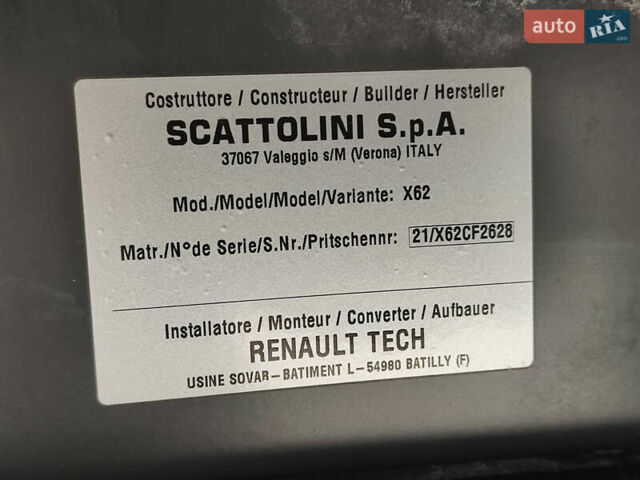 auto RIA.com
Costruttore / Constructeur / Builder / Hersteller
SCATTOLINI S.p.A.
37067 Valeggio s/M (Verona) ITALY
Mod./Model/Model/Variante: X62
Matr./N°de Serie/S.Nr./Pritschennr: 21/X62CF2628
Installatore / Monteur / Converter / Aufbauer
RENAULT TECH
USINE SOVAR-BATIMENT L-54980 BATILLY (F)